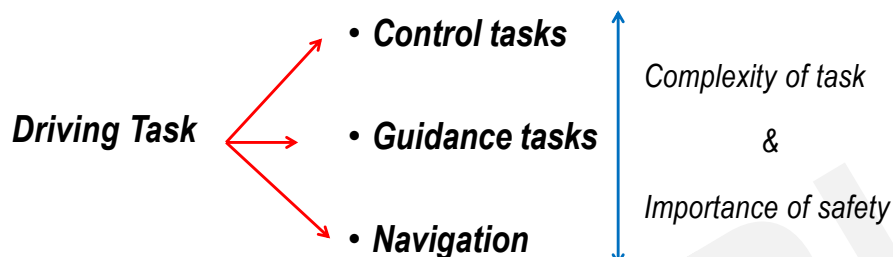 • Control tasks
Complexity of task
Driving Task
• Guidance tasks
&
Importance of safety
• Navigation